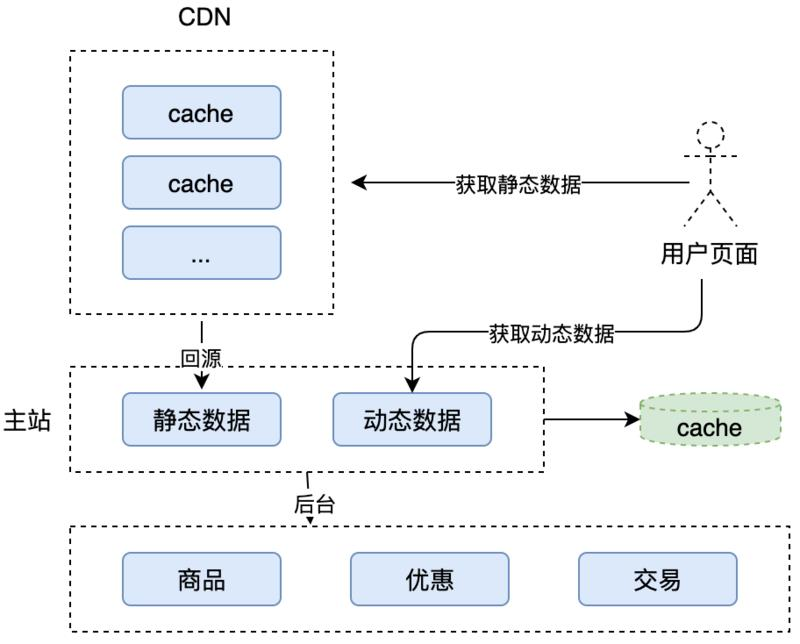 CDN
cache
cache
...
获取静态数据
用户页面
获取动态数据
回源
主站
静态数据
动态数据
cache
后台
商品
优惠
交易